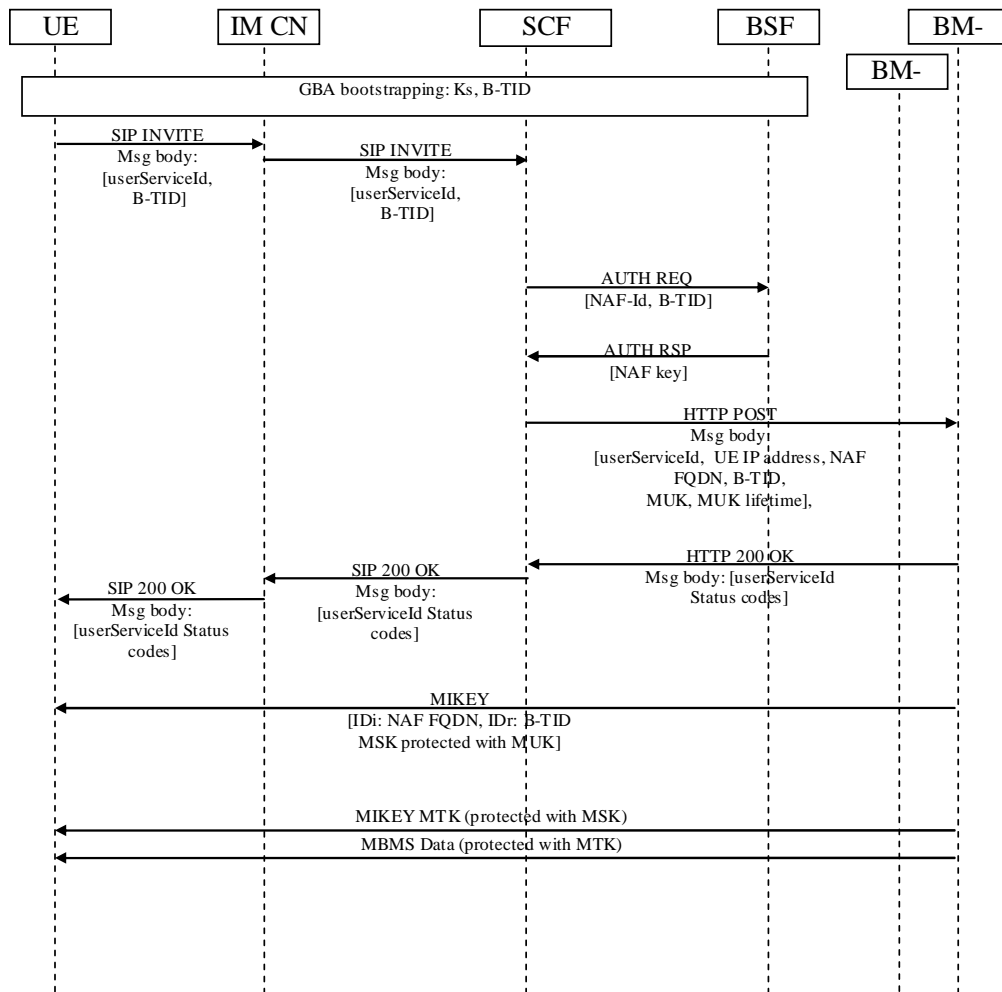 UE
IM CN
SCF
BSF
BM-
BM-
GBA bootstrapping: Ks, B-TID
SIP INVITE
Msg body:
[userServiceId,
B-TID]
SIP INVITE
Msg body:
[userServiceId,
B-TID]
AUTH REQ
[NAF-Id, B-TID]
AUTH RSP
[NAF key]
HTTP POST
Msg body
[userServiceId, UE IP address, NAF
FQDN, B-TID,
MUK, MUK lifetime],
HTTP 200 OK
Msg body: [userServiceId
Status codes]
SIP 200 OK
Msg body:
[userServiceId Status
codes]
SIP 200 OK
Msg body:
[userServiceId Status
codes]
MIKEY
[IDi: NAF FQDN, IDr: B-TID
MSK protected with MUK]
MIKEY MTK (protected with MSK)
MBMS Data (protected with MTK)